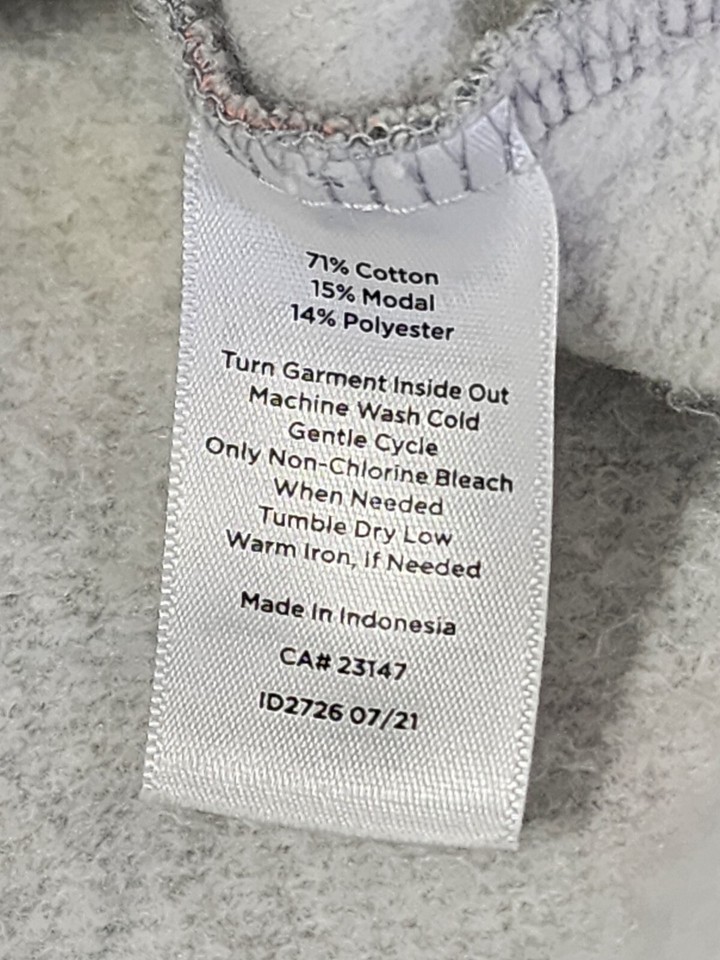 71% Cotton
15% Modal
14% Polyester
Turn Garment Inside Out
Machine Wash Cold
Gentle Cycle
Only Non-Chlorine Bleach
When Needed
Tumble Dry Low
Warm Iron, If Needed
Made In Indonesia
CA# 23147
ID2726 07/21